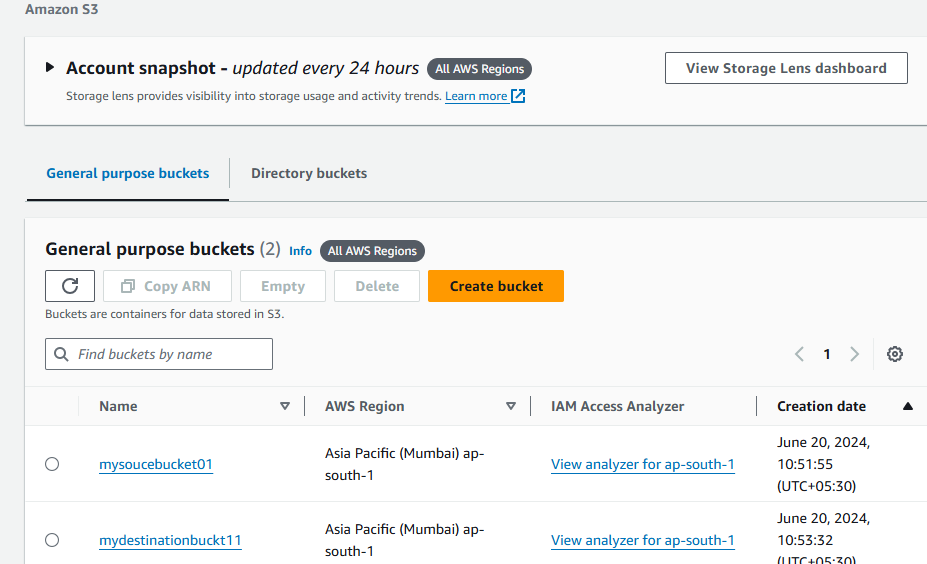 Amazon S3
Account snapshot - updated every 24 hours All AWS Regions
View Storage Lens dashboard
Storage lens provides visibility into storage usage and activity trends. Learn more
General purpose buckets
Directory buckets
General purpose buckets (2) Info All AWS Regions
Copy ARN
Empty
Delete
Create bucket
Buckets are containers for data stored in S3.
Find buckets by name
1
Name
AWS Region
IAM Access Analyzer
Creation date
mysoucebucket01
Asia Pacific (Mumbai) ap-
south-1
View analyzer for ap-south-1
June 20, 2024,
10:51:55
(UTC+05:30)
mydestinationbuckt11
Asia Pacific (Mumbai) ap-
south-1
View analyzer for ap-south-1
June 20, 2024,
10:53:32
(UTC+05:30)